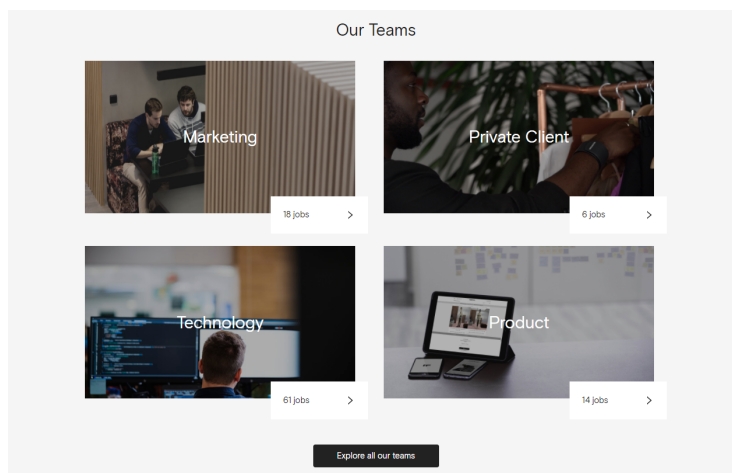 Our Teams
Marketing
Private Client
18 jobs
6 jobs
Technology
Product
61 jobs
14 jobs
Explore all our teams